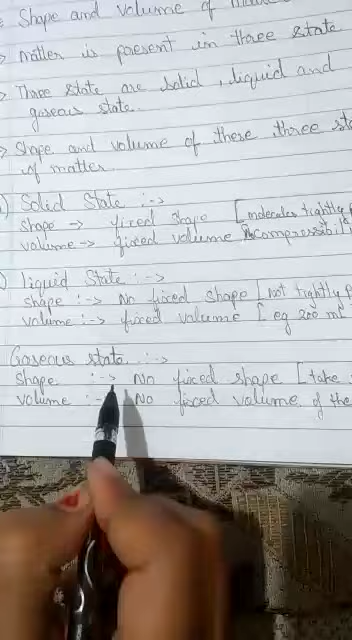 Shape and volume of
→ matter is present in three state
→ Three state are solid, liquid and
gaseous state.
→ Shape and volume of these three
of matter.
Solid State :→
shape → fixed shape [molecules tightly
volume → fixed volume
Liquid State :→
shape :→ No fixed shape [not tightly
volume :→ fixed volume [eg 200 ml
Gaseous state :→
shape :→ No fixed shape [take
volume :→ No fixed volume of the